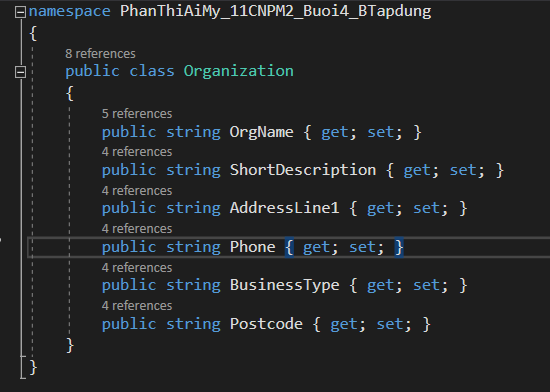 namespace PhanThiAiMy_11CNPM2_Buoi4_BTapdung
{
8 references
public class Organization
{
5 references
public string OrgName { get; set; }
4 references
public string ShortDescription { get; set; }
4 references
public string AddressLine1 { get; set; }
4 references
public string Phone { get; set; }
4 references
public string BusinessType { get; set; }
4 references
public string Postcode { get; set; }
}
}